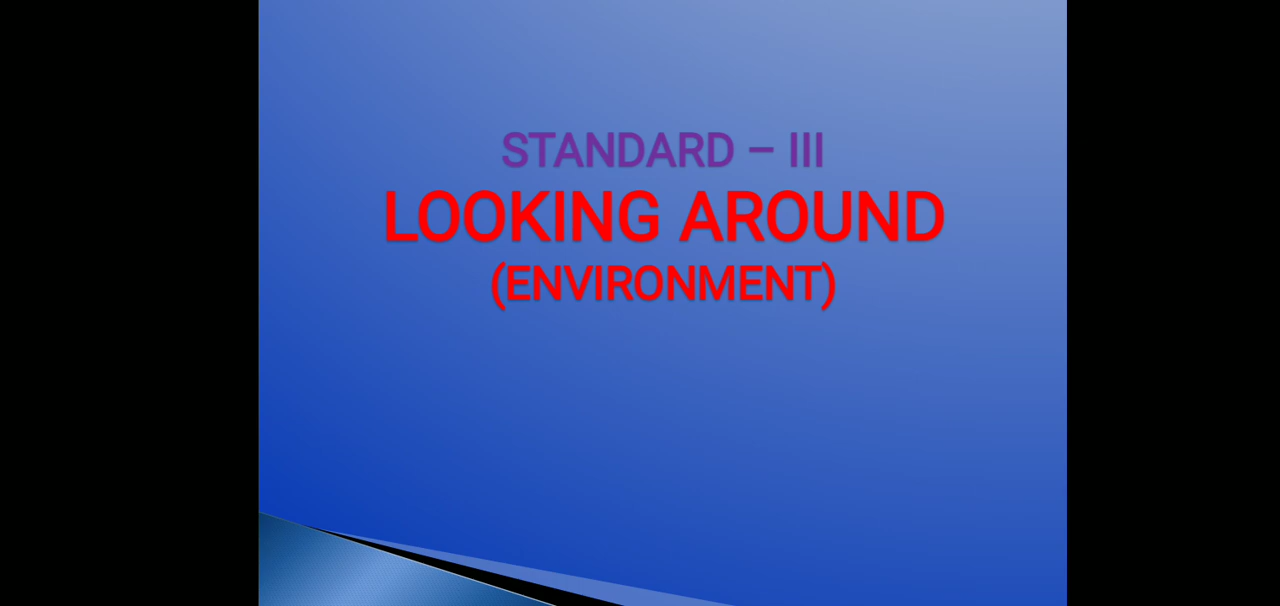 STANDARD – III
LOOKING AROUND
(ENVIRONMENT)